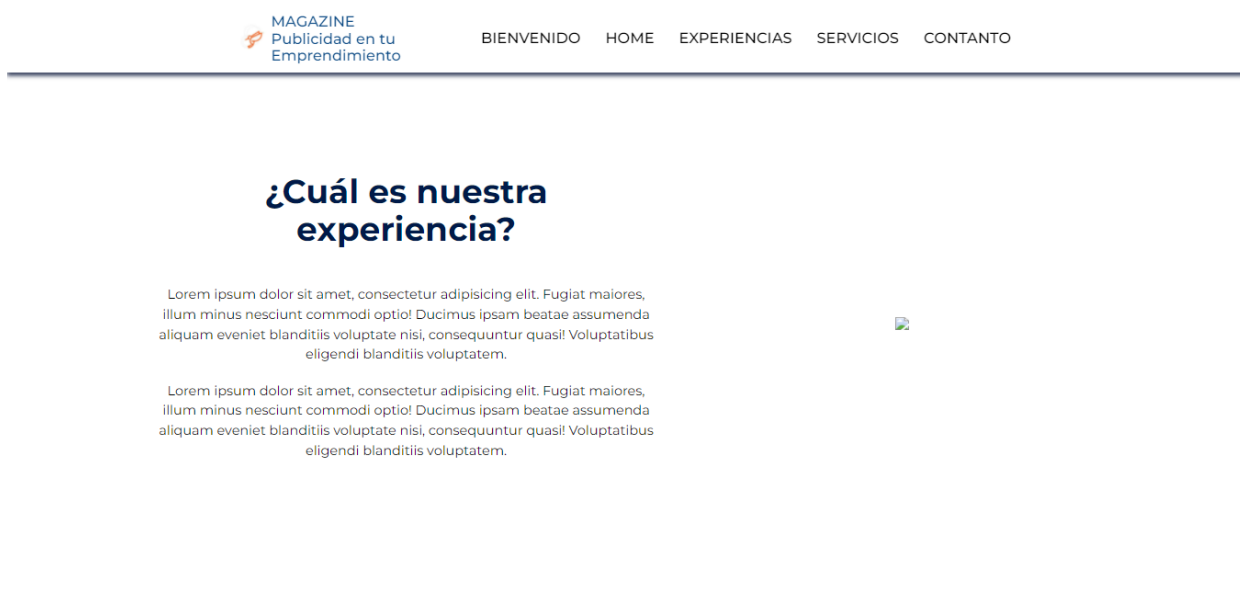 MAGAZINE
Publicidad en tu
Emprendimiento
BIENVENIDO HOME EXPERIENCIAS SERVICIOS CONTANTO
¿Cuál es nuestra
experiencia?
Lorem ipsum dolor sit amet, consectetur adipisicing elit. Fugiat maiores,
illum minus nesciunt commodi optio! Ducimus ipsam beatae assumenda
aliquam eveniet blanditiis voluptate nisi, consequuntur quasi! Voluptatibus
eligendi blanditiis voluptatem.
Lorem ipsum dolor sit amet, consectetur adipisicing elit. Fugiat maiores,
illum minus nesciunt commodi optio! Ducimus ipsam beatae assumenda
aliquam eveniet blanditiis voluptate nisi, consequuntur quasi! Voluptatibus
eligendi blanditiis voluptatem.